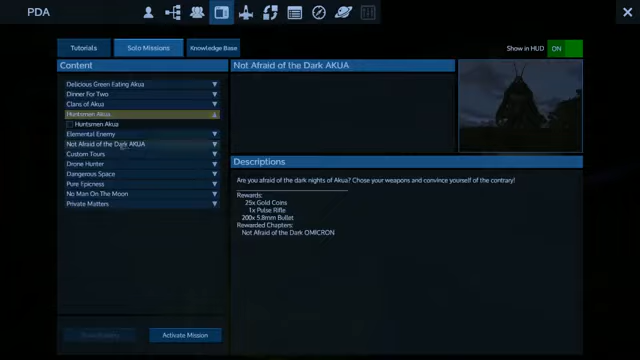 PDA
Tutorials
Solo Missions
Knowledge Base
Show in HUD
ON
Content
Not Afraid of the Dark AKUA
Delicious Green Eating Akua
Dinner For Two
Clans of Akua
Huntsmen Akua
Huntsmen Akua
Elemental Enemy
Not Afraid of the Dark AKUA
Custom Tours
Drone Hunter
Dangerous Space
Pure Epicness
No Man On The Moon
Private Matters
Descriptions
Are you afraid of the dark nights of Akua? Chose your weapons and convince yourself of the contrary!
Rewards:
25x Gold Coins
1x Pulse Rifle
200x 5.8mm Bullet
Rewarded Chapters:
Not Afraid of the Dark OMICRON
Activate Mission